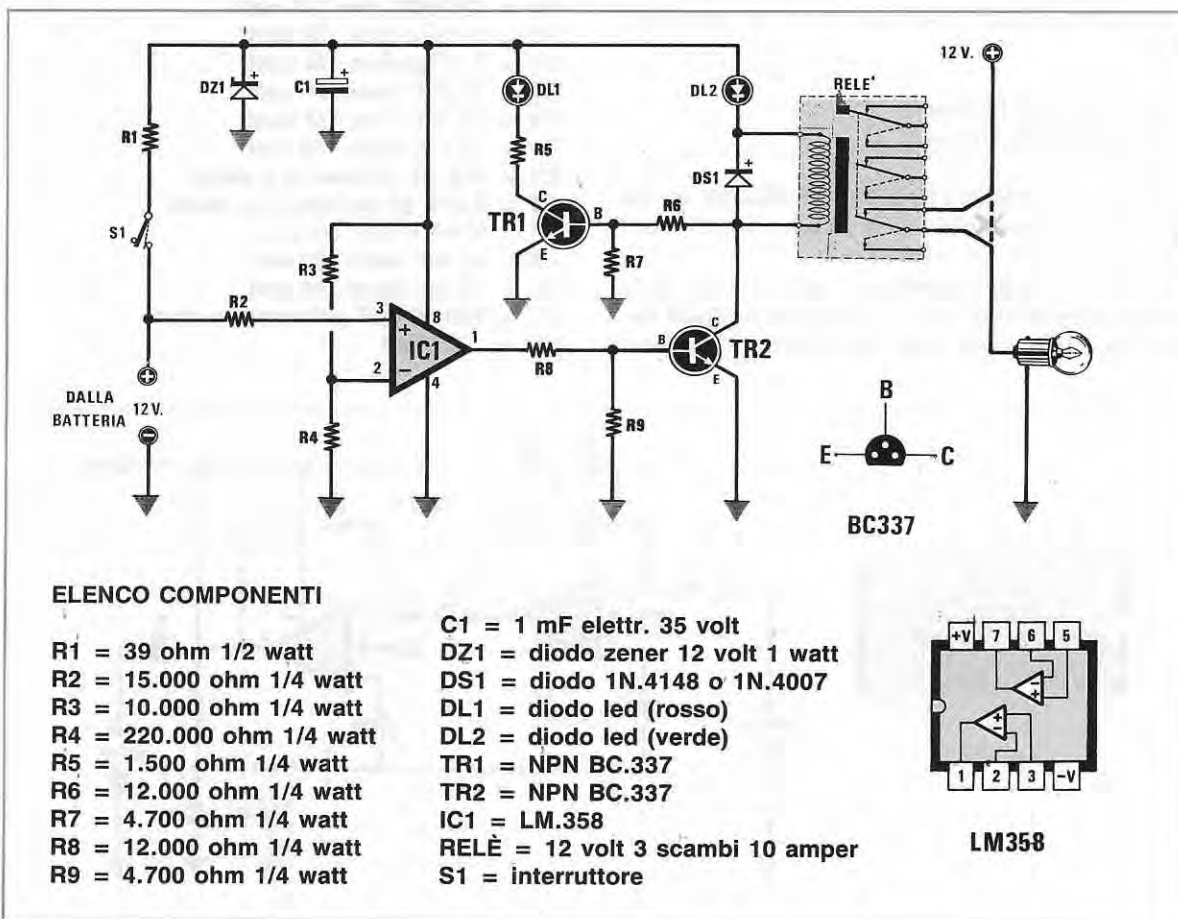 12 V.
DZ1
C1
DL1
DL2
RELE'
R1
R5
DS1
C
TR1
B
R6
E
S1
R3
R7
R2
3
8
C
IC1
1
B
TR2
2
4
R8
E
DALLA
BATTERIA
12 V.
R4
R9
B
E
C
BC337
ELENCO COMPONENTI
R1 = 39 ohm 1/2 watt
R2 = 15.000 ohm 1/4 watt
R3 = 10.000 ohm 1/4 watt
R4 = 220.000 ohm 1/4 watt
R5 = 1.500 ohm 1/4 watt
R6 = 12.000 ohm 1/4 watt
R7 = 4.700 ohm 1/4 watt
R8 = 12.000 ohm 1/4 watt
R9 = 4.700 ohm 1/4 watt
C1 = 1 mF elettr. 35 volt
DZ1 = diodo zener 12 volt 1 watt
DS1 = diodo 1N.4148 o 1N.4007
DL1 = diodo led (rosso)
DL2 = diodo led (verde)
TR1 = NPN BC.337
TR2 = NPN BC.337
IC1 = LM.358
RELÈ = 12 volt 3 scambi 10 amper
S1 = interruttore
+V 7 6 5
1 2 3 -V
LM358